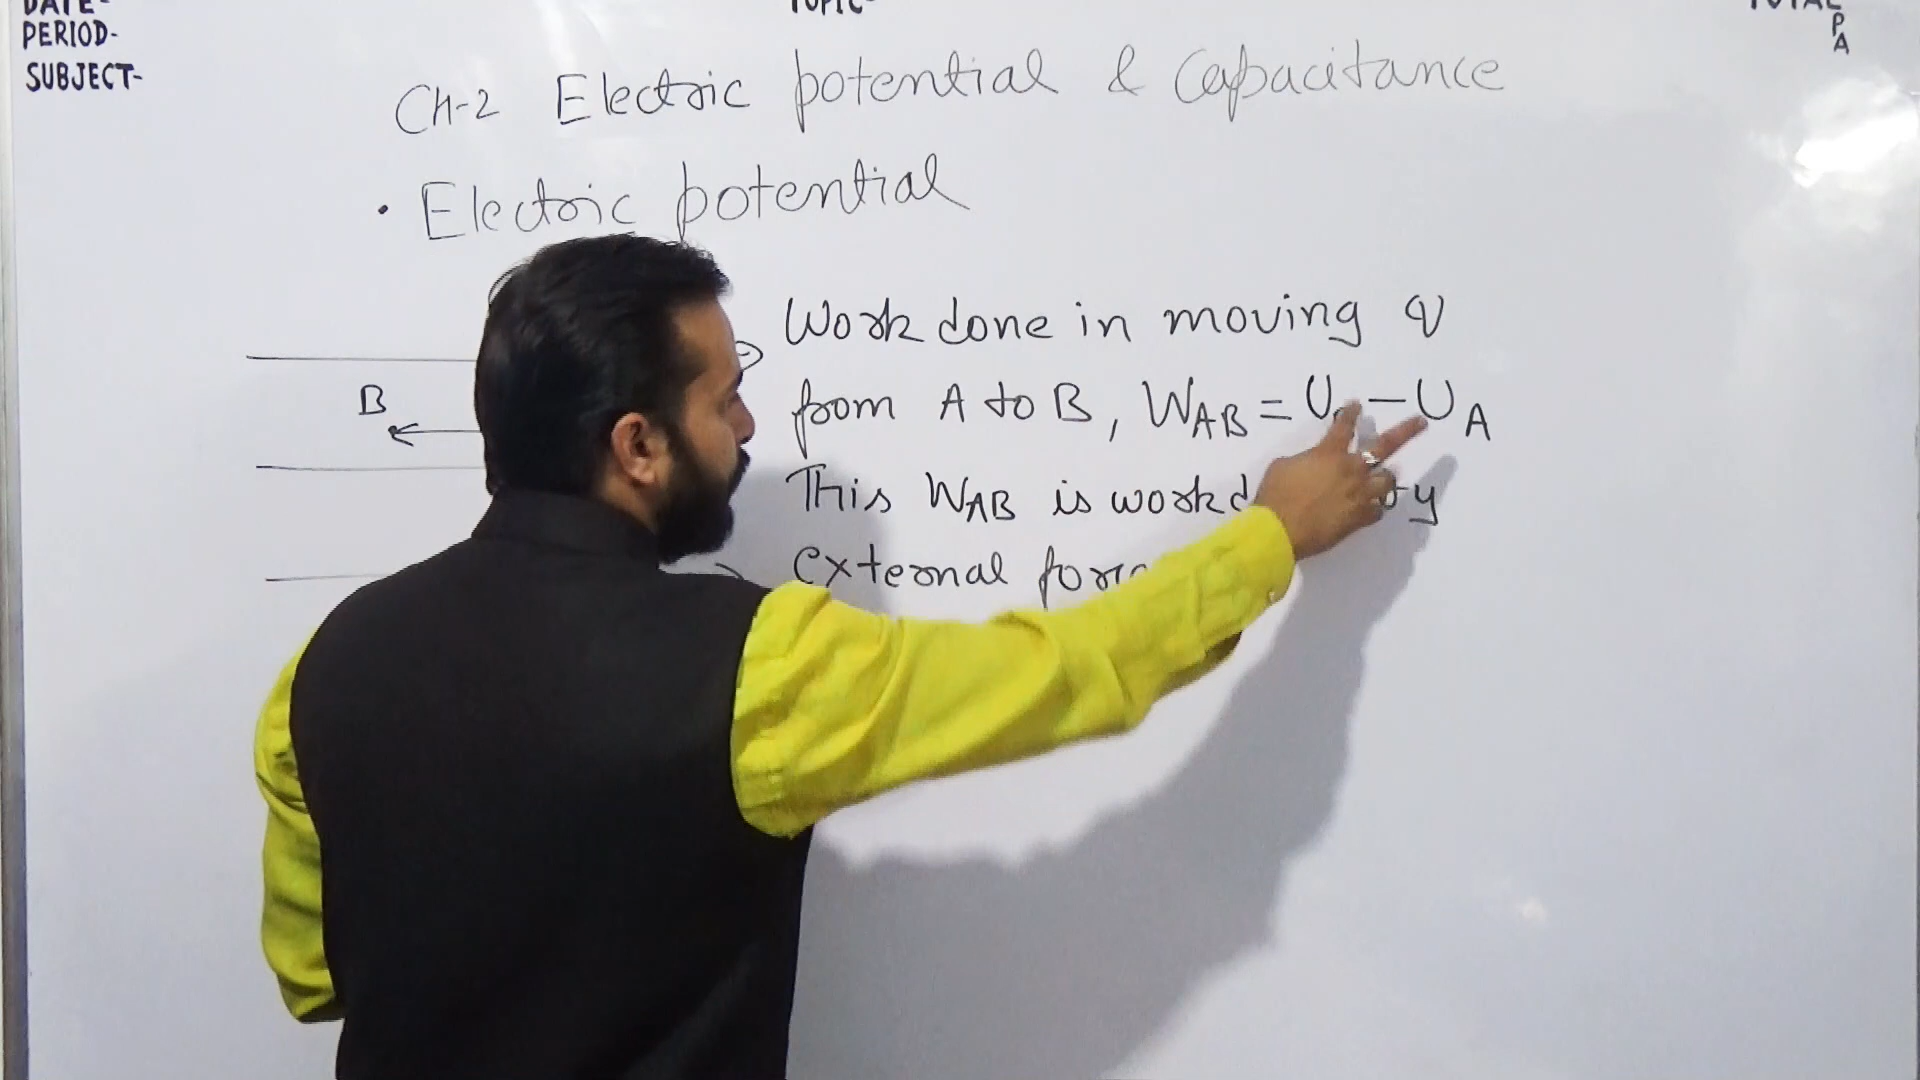 DATE-
PERIOD-
SUBJECT-
TOPIC-
TOTAL
P
A
Ch-2 Electric potential & Capacitance
• Electric potential
B
Work done in moving q
from A to B, WAB = U - UA
This WAB is work by
external